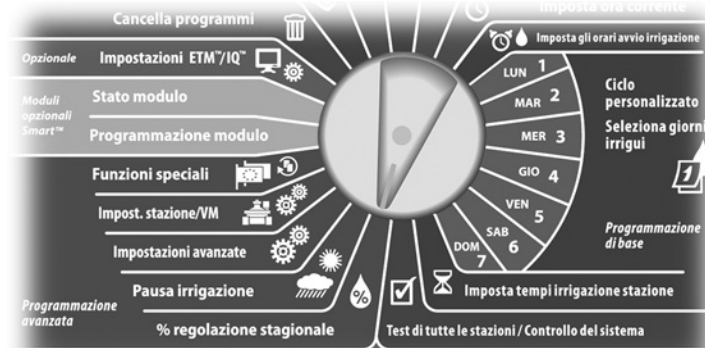 Cancella programmi
Imposta ora corrente
Opzionale
Impostazioni ETM™/IQ™
Imposta gli orari avvio irrigazione
Moduli
opzionali
Smart™
Stato modulo
Programmazione modulo
LUN 1
MAR 2
MER 3
GIO 4
VEN 5
SAB 6
DOM 7
Ciclo
personalizzato
Seleziona giorni
irrigui
1
Funzioni speciali
Impost. stazione/VM
Impostazioni avanzate
Programmazione
di base
Pausa irrigazione
Imposta tempi irrigazione stazione
Programmazione
avanzata
%
% regolazione stagionale
Test di tutte le stazioni / Controllo del sistema